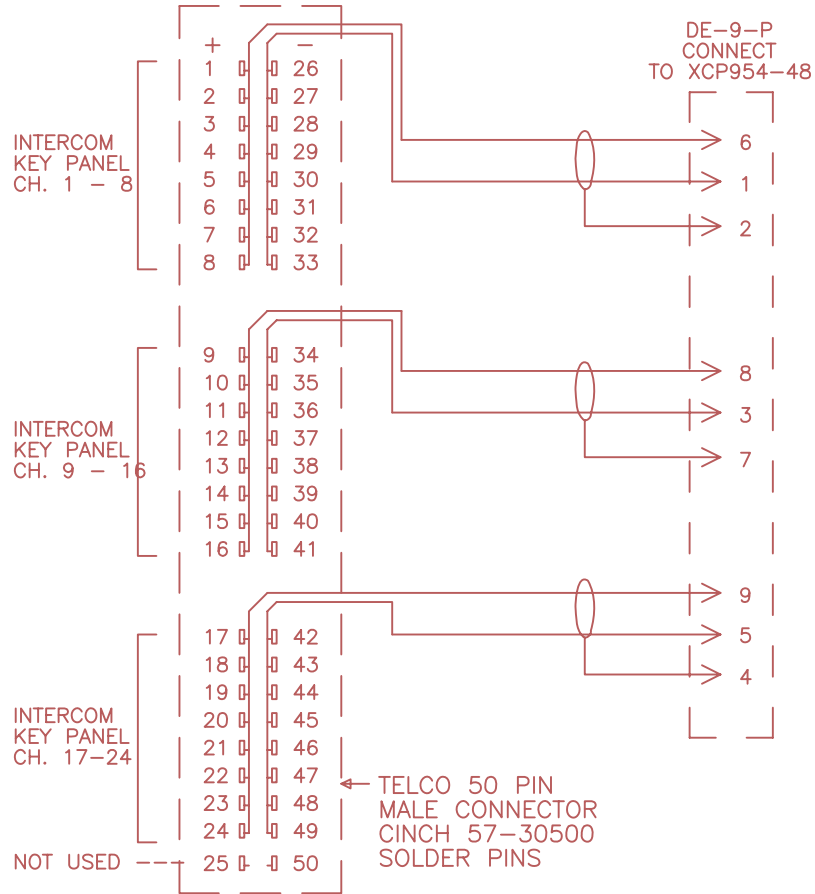 DE-9-P
CONNECT
TO XCP954-48
+ -
1 26
2 27
3 28
4 29
5 30
6 31
7 32
8 33
INTERCOM
KEY PANEL
CH. 1 - 8
6
1
2
9 34
10 35
11 36
12 37
13 38
14 39
15 40
16 41
INTERCOM
KEY PANEL
CH. 9 - 16
8
3
7
17 42
18 43
19 44
20 45
21 46
22 47
23 48
24 49
INTERCOM
KEY PANEL
CH. 17-24
9
5
4
NOT USED
25 50
TELCO 50 PIN
MALE CONNECTOR
CINCH 57-30500
SOLDER PINS